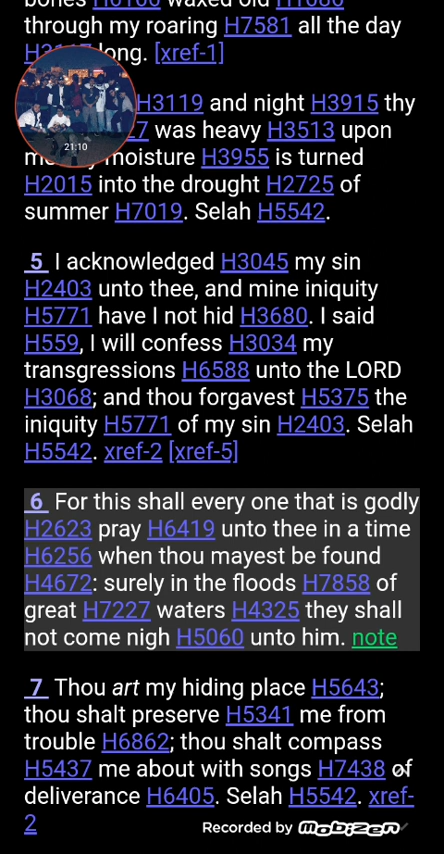 through my roaring H7581 all the day
long. [xref-1]
H3119 and night H3915 thy
was heavy H3513 upon
moisture H3955 is turned
21:10
H2015 into the drought H2725 of
summer H7019. Selah H5542.
5 I acknowledged H3045 my sin
H2403 unto thee, and mine iniquity
H5771 have I not hid H3680. I said
H559, I will confess H3034 my
transgressions H6588 unto the LORD
H3068; and thou forgavest H5375 the
iniquity H5771 of my sin H2403. Selah
H5542. xref-2 [xref-5]
6 For this shall every one that is godly
H2623 pray H6419 unto thee in a time
H6256 when thou mayest be found
H4672: surely in the floods H7858 of
great H7227 waters H4325 they shall
not come nigh H5060 unto him. note
7 Thou art my hiding place H5643;
thou shalt preserve H5341 me from
trouble H6862; thou shalt compass
H5437 me about with songs H7438 of
deliverance H6405. Selah H5542. xref-
2
Recorded by Mobizen